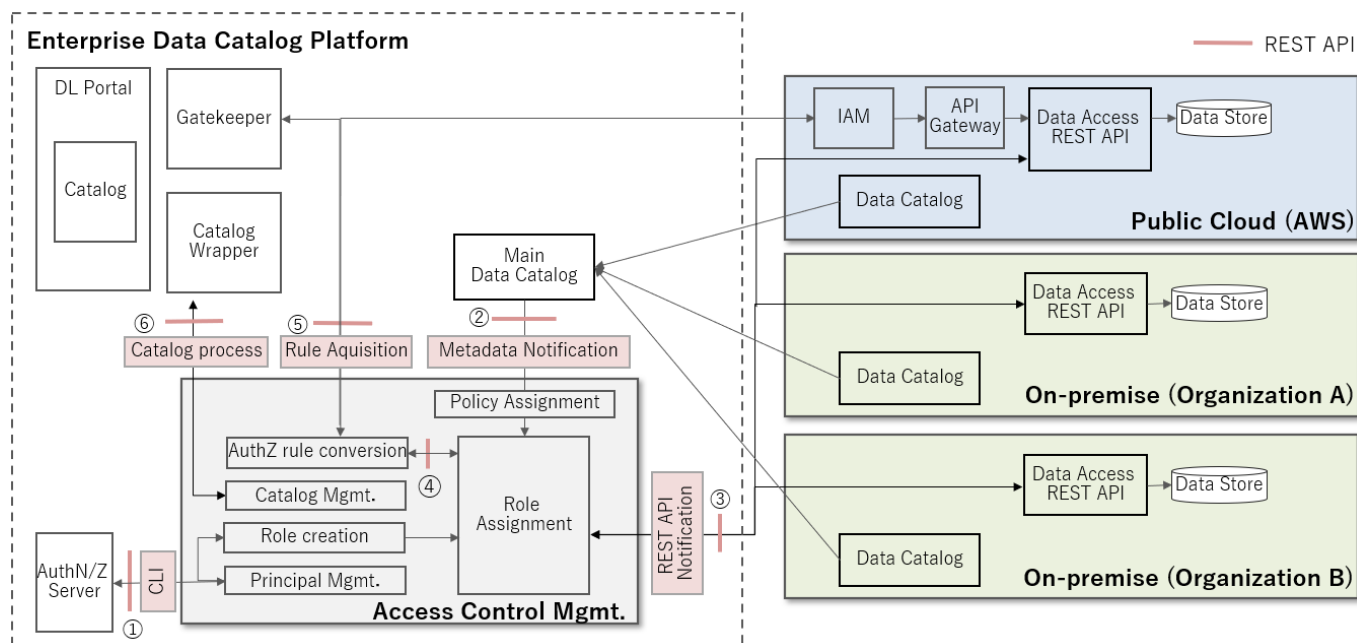 Enterprise Data Catalog Platform
REST API
DL Portal
Catalog
Gatekeeper
Catalog
Wrapper
Main
Data Catalog
IAM
API
Gateway
Data Access
REST API
Data Store
Data Catalog
Public Cloud (AWS)
Data Access
REST API
Data Store
Data Catalog
On-premise (Organization A)
Data Access
REST API
Data Store
Data Catalog
On-premise (Organization B)
⑥
Catalog process
⑤
Rule Aquisition
②
Metadata Notification
Policy Assignment
AuthZ rule conversion
④
Catalog Mgmt.
Role creation
Principal Mgmt.
Role
Assignment
Access Control Mgmt.
REST API
Notification
③
AuthN/Z
Server
CLI
①